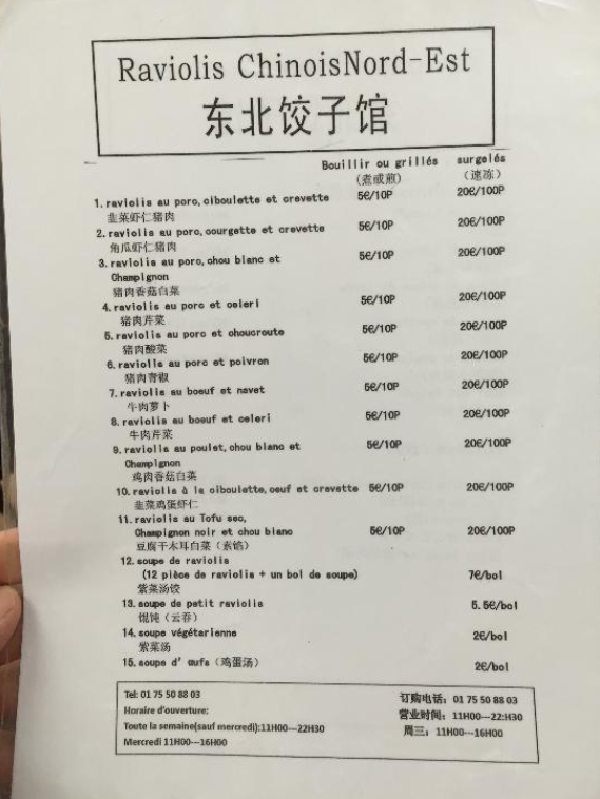 Raviolis ChinoisNord-Est
东北饺子馆
Bouillir ou grillés surgelés
(煮或煎) (速冻)
1. raviolis au porc, ciboulette et crevette 5€/10P 20€/100P
韭菜虾仁猪肉
2. raviolis au porc, courgette et crevette 5€/10P 20€/100P
角瓜虾仁猪肉
3. raviolis au porc, chou blanc et 5€/10P 20€/100P
Champignon
猪肉香菇白菜
4. raviolis au porc et celeri 5€/10P 20€/100P
猪肉芹菜
5. raviolis au porc et choucroute 5€/10P 20€/100P
猪肉酸菜
6. raviolis au porc et poivron 5€/10P 20€/100P
猪肉青椒
7. raviolis au boeuf et navet 5€/10P 20€/100P
牛肉萝卜
8. raviolis au boeuf et celeri 5€/10P 20€/100P
牛肉芹菜
9. raviolis au poulet, chou blanc et 5€/10P 20€/100P
Champignon
鸡肉香菇白菜
10. raviolis à la ciboulette, oeuf et crevette 5€/10P 20€/100P
韭菜鸡蛋虾仁
11. raviolis au Tofu sec,
Champignon noir et chou blanc 5€/10P 20€/100P
豆腐干木耳白菜（素馅）
12. soupe de raviolis
(12 pièce de raviolis + un bol de soupe) 7€/bol
紫菜汤饺
13. soupe de petit raviolis 5.5€/bol
馄饨（云吞）
14. soupe végétarienne 2€/bol
紫菜汤
15. soupe d'œufs（鸡蛋汤） 2€/bol
Tel: 01 75 50 88 03 订购电话：01 75 50 88 03
Horaire d'ouverture: 营业时间：11H00---22:H30
Toute la semaine(sauf mercredi):11H00---22H30 周三：11H00---16H00
Mercredi 11H00---16H00